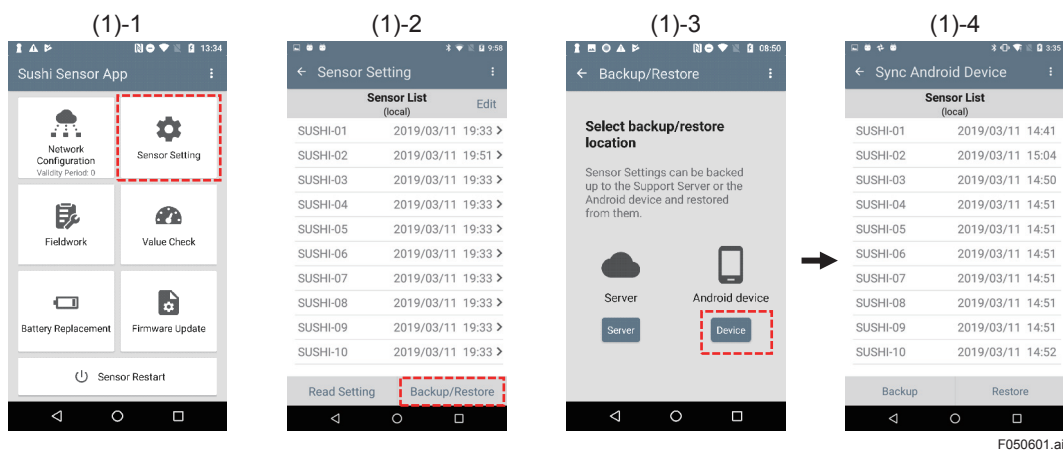 (1)-1
13:34
Sushi Sensor App
Network
Configuration
Validity Period: 0
Sensor Setting
Fieldwork
Value Check
Battery Replacement
Firmware Update
Sensor Restart
(1)-2
9:58
Sensor Setting
Sensor List
(local)
Edit
SUSHI-01 2019/03/11 19:33
SUSHI-02 2019/03/11 19:51
SUSHI-03 2019/03/11 19:33
SUSHI-04 2019/03/11 19:33
SUSHI-05 2019/03/11 19:33
SUSHI-06 2019/03/11 19:33
SUSHI-07 2019/03/11 19:33
SUSHI-08 2019/03/11 19:33
SUSHI-09 2019/03/11 19:33
SUSHI-10 2019/03/11 19:33
Read Setting Backup/Restore
(1)-3
08:50
Backup/Restore
Select backup/restore
location
Sensor Settings can be backed
up to the Support Server or the
Android device and restored
from them.
Server Android device
Server Device
(1)-4
3:35
Sync Android Device
Sensor List
(local)
SUSHI-01 2019/03/11 14:41
SUSHI-02 2019/03/11 15:04
SUSHI-03 2019/03/11 14:50
SUSHI-04 2019/03/11 14:51
SUSHI-05 2019/03/11 14:51
SUSHI-06 2019/03/11 14:51
SUSHI-07 2019/03/11 14:51
SUSHI-08 2019/03/11 14:51
SUSHI-09 2019/03/11 14:51
SUSHI-10 2019/03/11 14:52
Backup Restore
F050601.ai